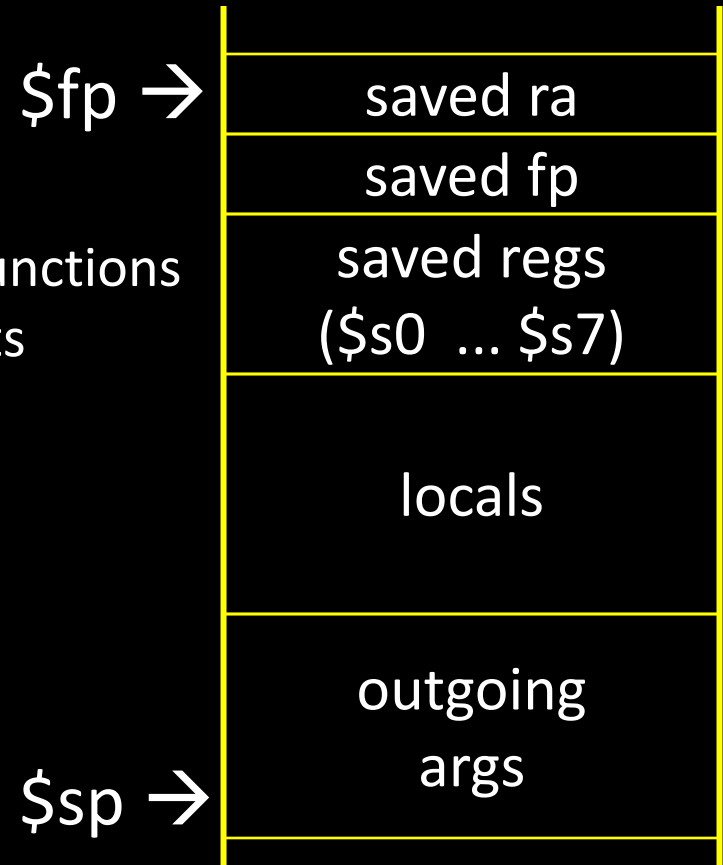 $fp →
saved ra
saved fp
saved regs
($s0 ... $s7)
locals
outgoing
args
$sp →